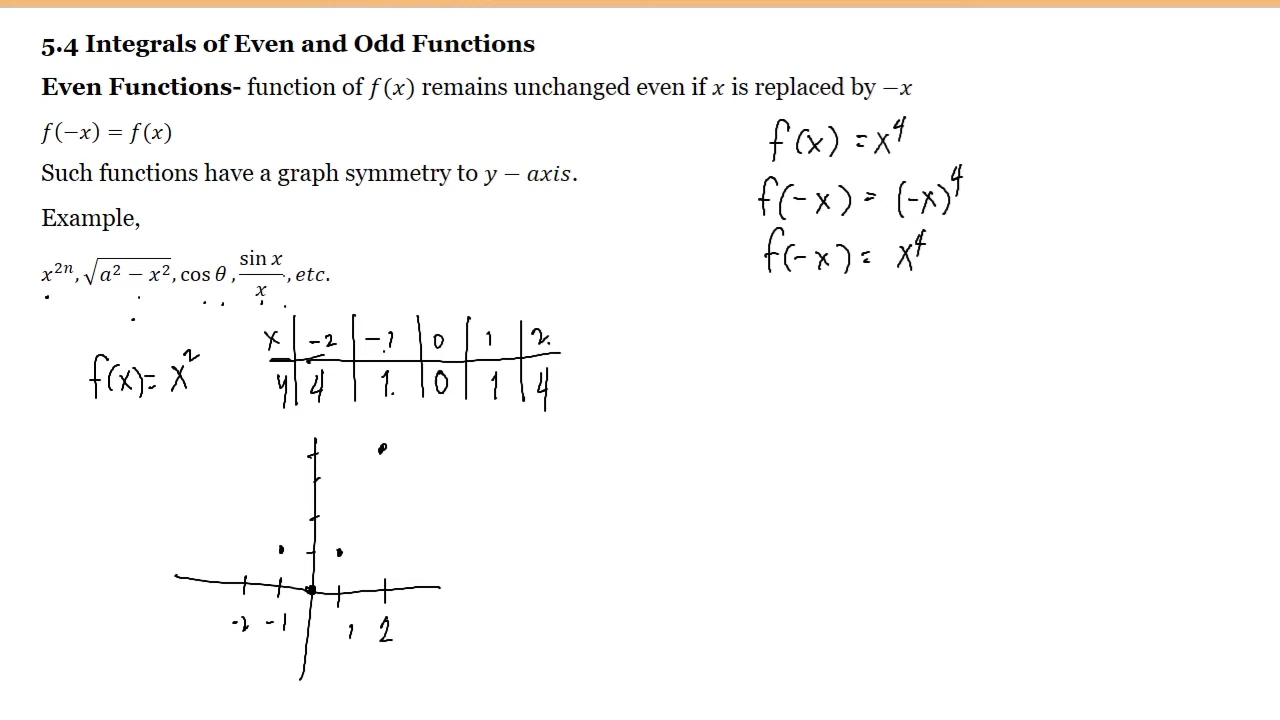 5.4 Integrals of Even and Odd Functions
Even Functions- function of f(x) remains unchanged even if x is replaced by −x
f(−x) = f(x)
Such functions have a graph symmetry to y − axis.
Example,
x²ⁿ, √(a² − x²), cos θ, sin x / x, etc.
f(x) = x⁴
f(−x) = (−x)⁴
f(−x) = x⁴
f(x) = x²
x | −2 | −1 | 0 | 1 | 2
y | 4 | 1 | 0 | 1 | 4
-2 -1 1 2